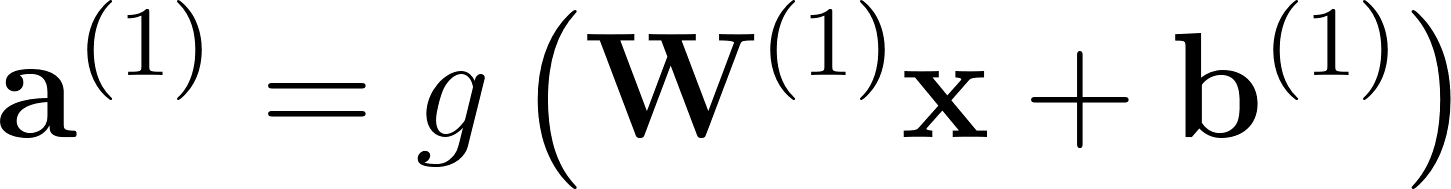 a^(1) = g (W^(1) x + b^(1))